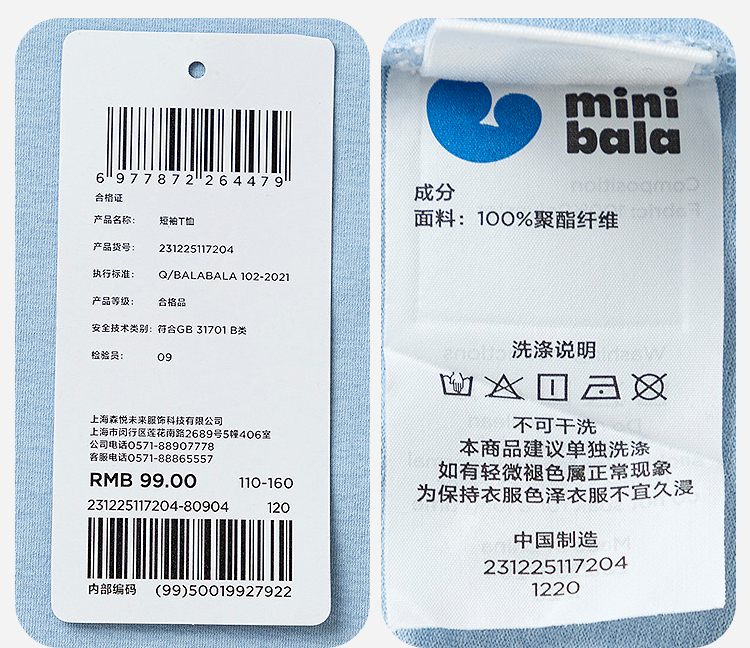 6 977872 264479
合格证
产品名称: 短袖T恤
产品货号: 231225117204
执行标准: Q/BALABALA 102-2021
产品等级: 合格品
安全技术类别: 符合GB 31701 B类
检验员: 09
上海森悦未来服饰科技有限公司
上海市闵行区莲花南路2689号5幢406室
公司电话0571-88907778
客服电话0571-88865557
RMB 99.00 110-160
231225117204-80904 120
内部编码 (99)50019927922
mini
bala
成分
面料: 100%聚酯纤维
洗涤说明
不可干洗
本商品建议单独洗涤
如有轻微褪色属正常现象
为保持衣服色泽衣服不宜久浸
中国制造
231225117204
1220